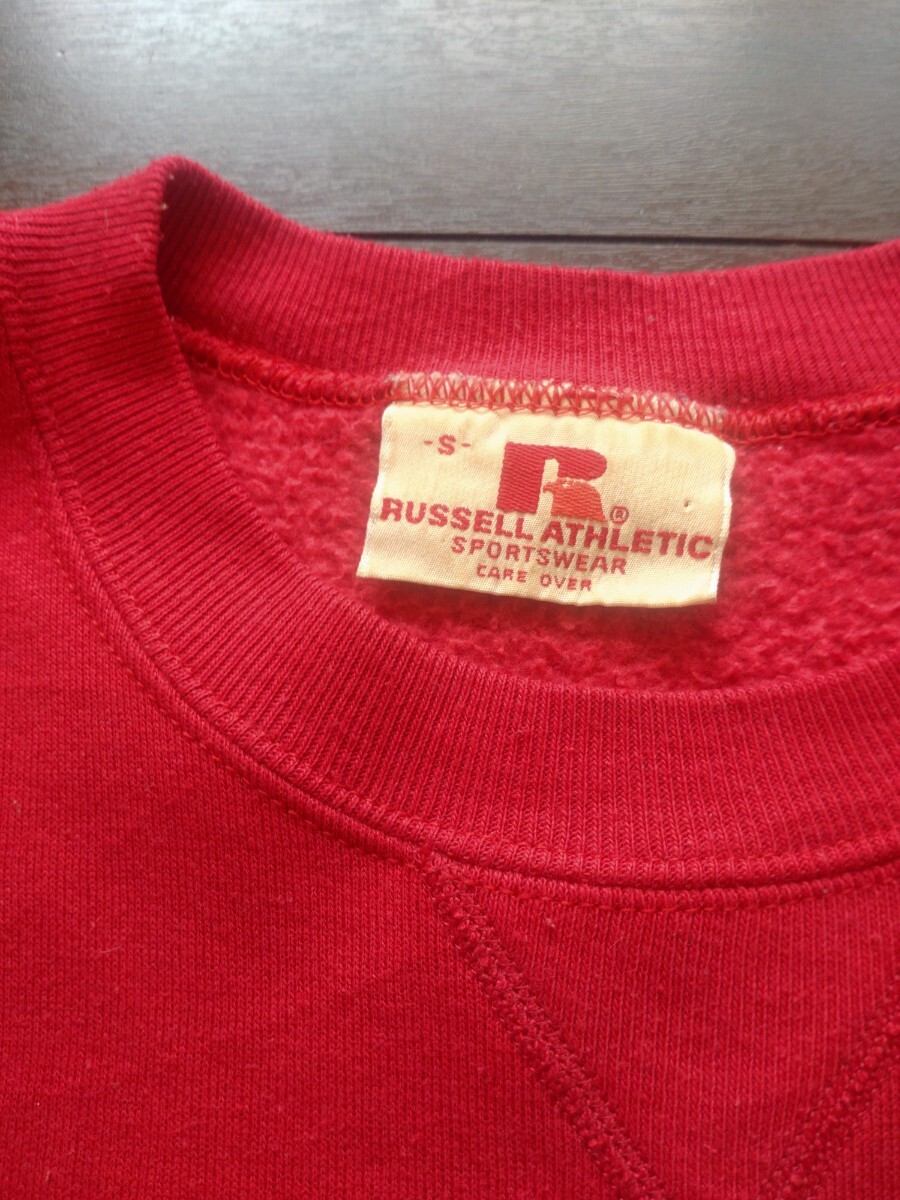 -S-
R®
RUSSELL ATHLETIC
SPORTSWEAR
CARE OVER